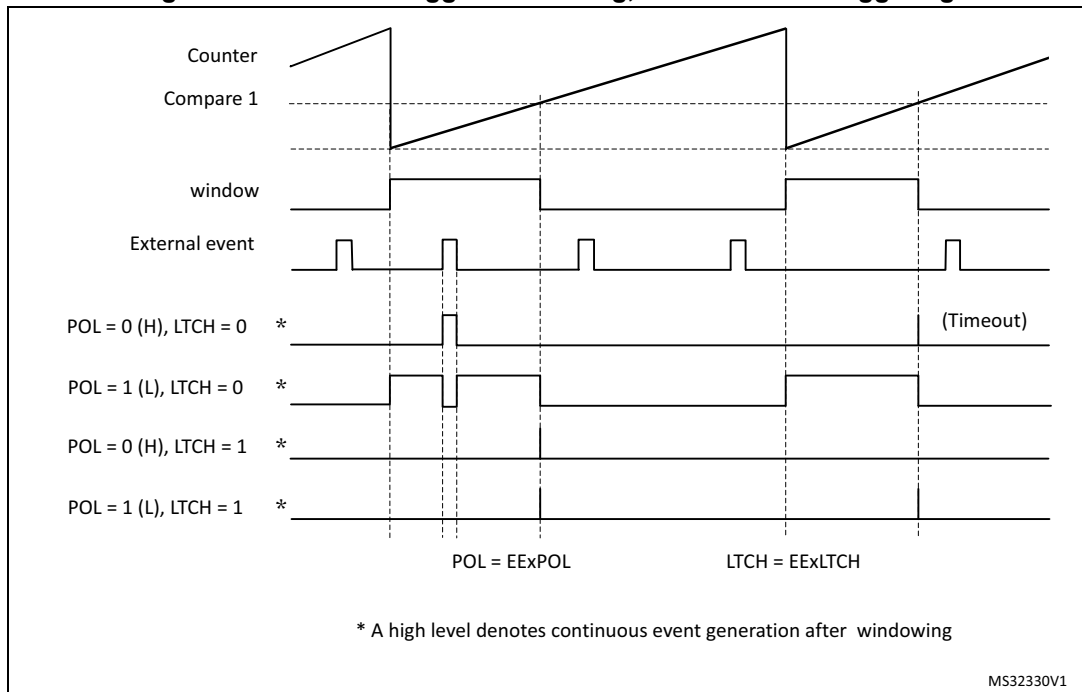 Counter
Compare 1
window
External event
POL = 0 (H), LTCH = 0 *
(Timeout)
POL = 1 (L), LTCH = 0 *
POL = 0 (H), LTCH = 1 *
POL = 1 (L), LTCH = 1 *
POL = EExPOL LTCH = EExLTCH
* A high level denotes continuous event generation after windowing
MS32330V1